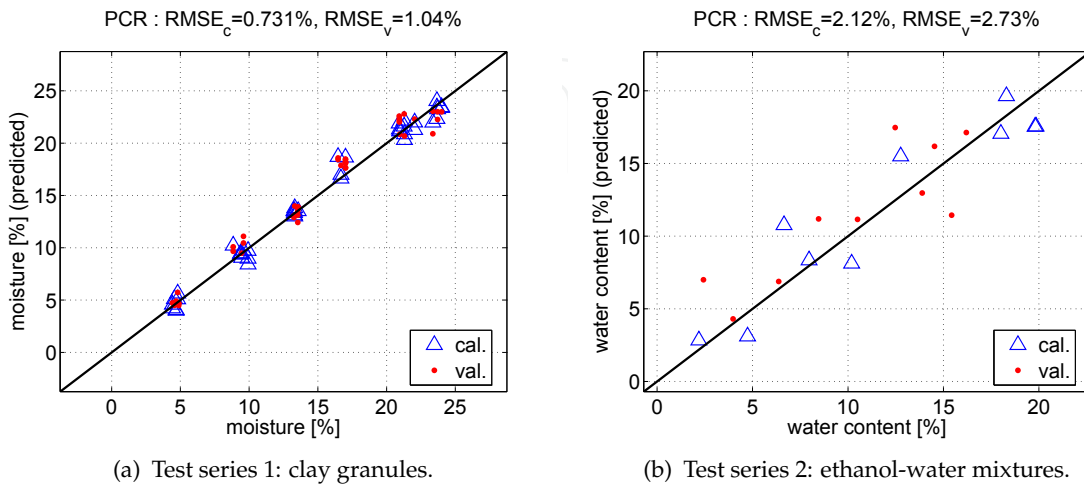 PCR : RMSE_c=0.731%, RMSE_v=1.04%
25
20
15
10
5
0
moisture [%] (predicted)
cal.
val.
0 5 10 15 20 25
moisture [%]
(a) Test series 1: clay granules.
PCR : RMSE_c=2.12%, RMSE_v=2.73%
20
15
10
5
0
water content [%] (predicted)
cal.
val.
0 5 10 15 20
water content [%]
(b) Test series 2: ethanol-water mixtures.